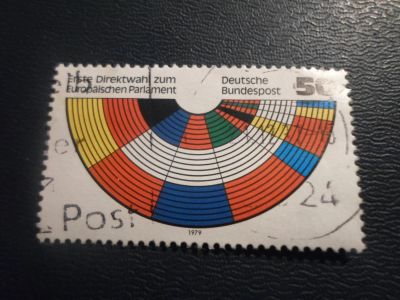 Erste Direktwahl zum
Europäischen Parlament
Deutsche
Bundespost
50
1979
Post
24